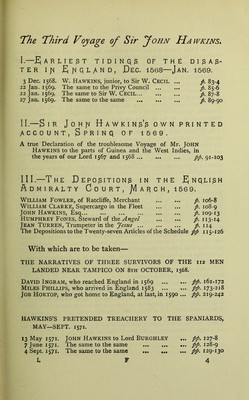 The Third Voyage of Sir John Hawkins.
I.—EARLIEST TIDINGS OF THE DISAS-
TER IN ENGLAND, DEC. 1568—JAN. 1569.
3 Dec. 1568. W. HAWKINS, junior, to Sir W. CECIL ... p. 83-4
22 Jan. 1569. The same to the Privy Council ... ... p. 85-6
22 Jan. 1569. The same to Sir W. CECIL... ... ... p. 87-8
27 Jan. 1569. The same to the same ... ... ... p. 89-90
II.—SIR JOHN HAWKINS'S OWN PRINTED
ACCOUNT, SPRING OF 1569.
A true Declaration of the troublesome Voyage of Mr. JOHN
HAWKINS to the parts of Guinea and the West Indies, in
the years of our Lord 1567 and 1568 ... ... ... pp. 91-103
III.—THE DEPOSITIONS IN THE ENGLISH
ADMIRALTY COURT, MARCH, 1569.
WILLIAM FOWLER, of Ratcliffe, Merchant ... p. 106-8
WILLIAM CLARKE, Supercargo in the Fleet ... p. 108-9
JOHN HAWKINS, Esq... ... ... ... ... pp. 109-13
HUMPHREY FONES, Steward of the Angel ... p. 113-14
JEAN TURREN, Trumpeter in the Jesus ... ... p. 114
The Depositions to the Twenty-seven Articles of the Schedule pp 115-126
With which are to be taken—
THE NARRATIVES OF THREE SURVIVORS OF THE 112 MEN
LANDED NEAR TAMPICO ON 8TH OCTOBER, 1568.
DAVID INGRAM, who reached England in 1569 ... pp. 161-172
MILES PHILLIPS, who arrived in England 1583 ... pp. 173-218
JOB HORTOP, who got home to England, at last, in 1590 ... pp. 219-242
HAWKINS'S PRETENDED TREACHERY TO THE SPANIARDS,
MAY—SEPT. 1571.
13 May 1571. JOHN HAWKINS to Lord BURGHLEY ... pp. 127-8
7 June 1571. The same to the same ... ... pp. 128-9
4 Sept. 1571. The same to the same ... ... ... pp. 129-130
L F 4